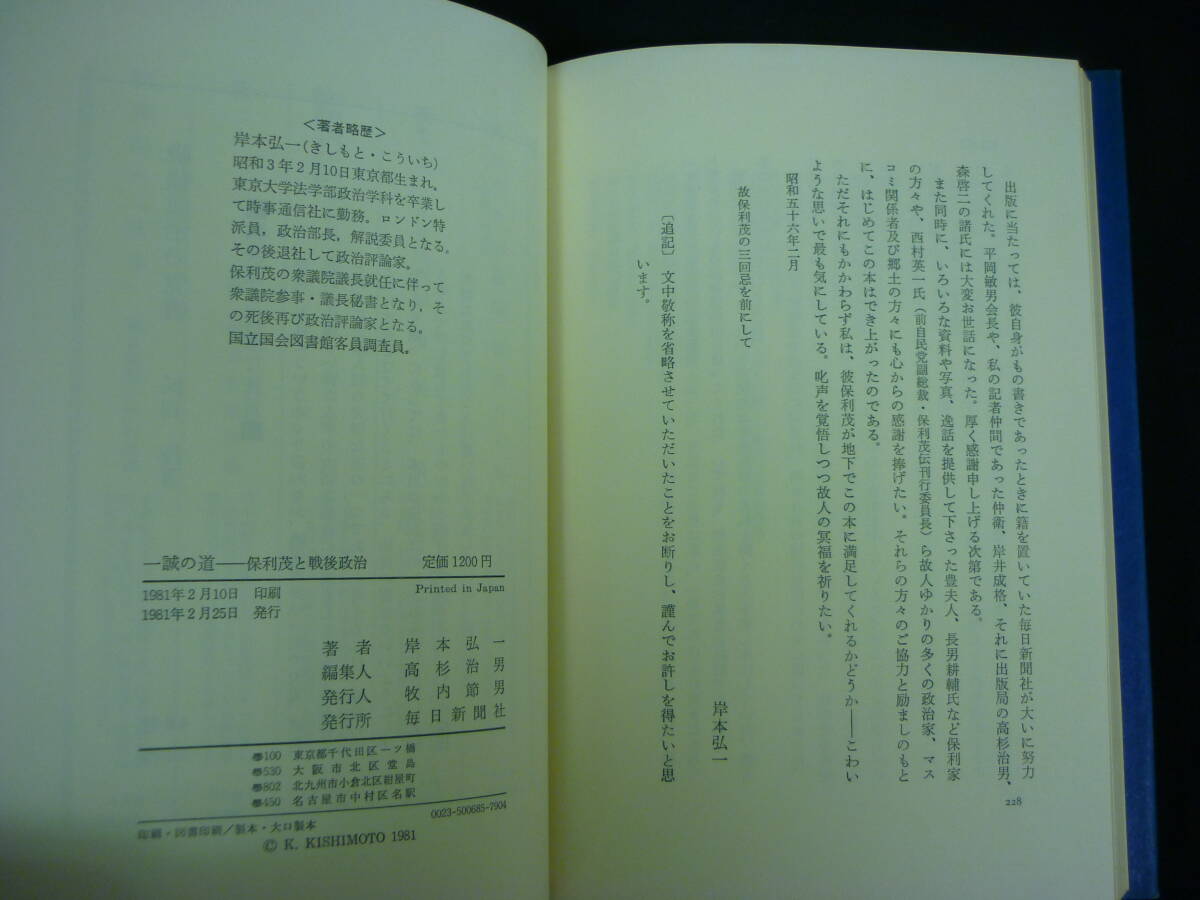 出版に当たっては、彼自身がもの書きであったときに籍を置いていた毎日新聞社が大いに努力
してくれた。平岡敏男会長や、私の記者仲間であった仲衛、岸井成格、それに出版局の高杉治男、
森啓二の諸氏には大変お世話になった。厚く感謝申し上げる次第である。
また同時に、いろいろな資料や写真、逸話を提供して下さった豊夫人、長男耕輔氏など保利家
の方々や、西村英一氏（前自民党副総裁・保利茂伝刊行委員長）ら故人ゆかりの多くの政治家、マス
コミ関係者及び郷土の方々にも心からの感謝を捧げたい。それらの方々のご協力と励ましのもと
に、はじめてこの本はでき上がったのである。
ただそれにもかかわらず私は、彼保利茂が地下でこの本に満足してくれるかどうか――こわい
ような思いで最も気にしている。叱声を覚悟しつつ故人の冥福を祈りたい。
昭和五十六年二月
故保利茂の三回忌を前にして
岸本弘一
〔追記〕 文中敬称を省略させていただいたことをお断りし、謹んでお許しを得たいと思
います。
228
＜著者略歴＞
岸本弘一（きしもと・こういち）
昭和３年２月10日東京都生まれ。
東京大学法学部政治学科を卒業し
て時事通信社に勤務。ロンドン特
派員，政治部長，解説委員となる。
その後退社して政治評論家。
保利茂の衆議院議長就任に伴って
衆議院参事・議長秘書となり，そ
の死後再び政治評論家となる。
国立国会図書館客員調査員。
一誠の道――保利茂と戦後政治 定価1200円
1981年２月10日 印刷 Printed in Japan
1981年２月25日 発行
著者 岸本弘一
編集人 高杉治男
発行人 牧内節男
発行所 毎日新聞社
〠100 東京都千代田区一ツ橋
〠530 大阪市北区堂島
〠802 北九州市小倉北区紺屋町
〠450 名古屋市中村区名駅
0023-500685-7904
印刷・図書印刷／製本・大口製本
© K. KISHIMOTO 1981